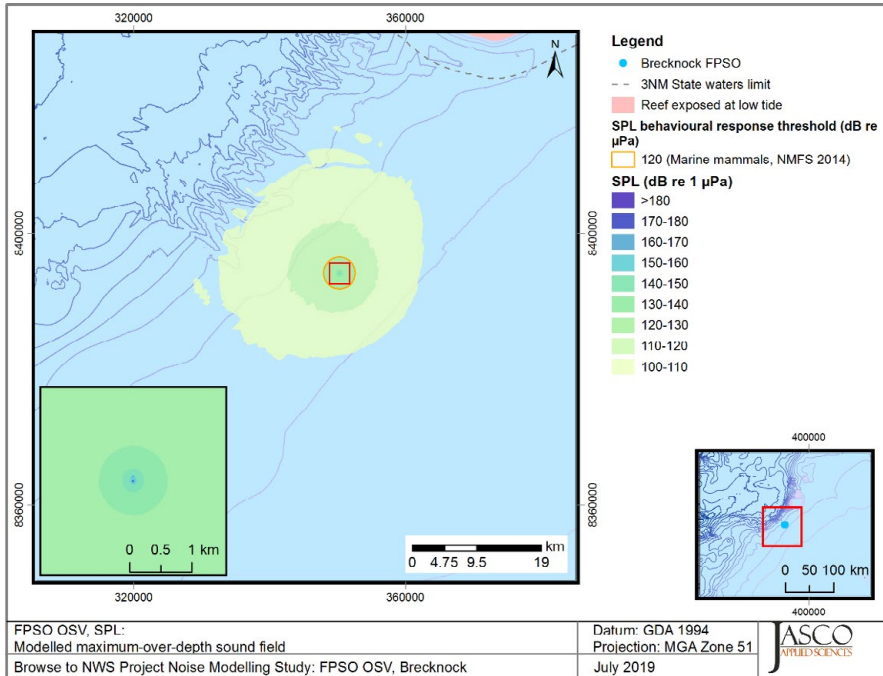 320000
360000
N
8400000
8360000
0 0.5 1 km
km
0 4.75 9.5 19
320000
360000
Legend
Brecknock FPSO
3NM State waters limit
Reef exposed at low tide
SPL behavioural response threshold (dB re
µPa)
120 (Marine mammals, NMFS 2014)
SPL (dB re 1 µPa)
>180
170-180
160-170
150-160
140-150
130-140
120-130
110-120
100-110
400000
0 50 100 km
400000
8400000
8360000
FPSO OSV, SPL:
Modelled maximum-over-depth sound field
Browse to NWS Project Noise Modelling Study: FPSO OSV, Brecknock
Datum: GDA 1994
Projection: MGA Zone 51
July 2019
JASCO
APPLIED SCIENCES